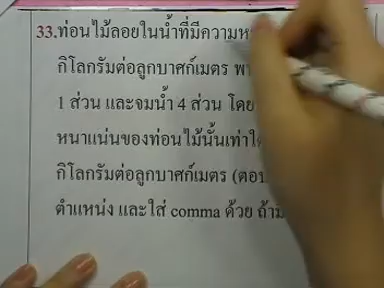 33.ท่อนไม้ลอยในน้ำที่มีความห
กิโลกรัมต่อลูกบาศก์เมตร
1 ส่วน และจมน้ำ 4 ส่วน โดย
หนาแน่นของท่อนไม้นั้นเท่าใด
กิโลกรัมต่อลูกบาศก์เมตร (ตอบ
ตำแหน่ง และใส่ comma ด้วย ถ้ามี